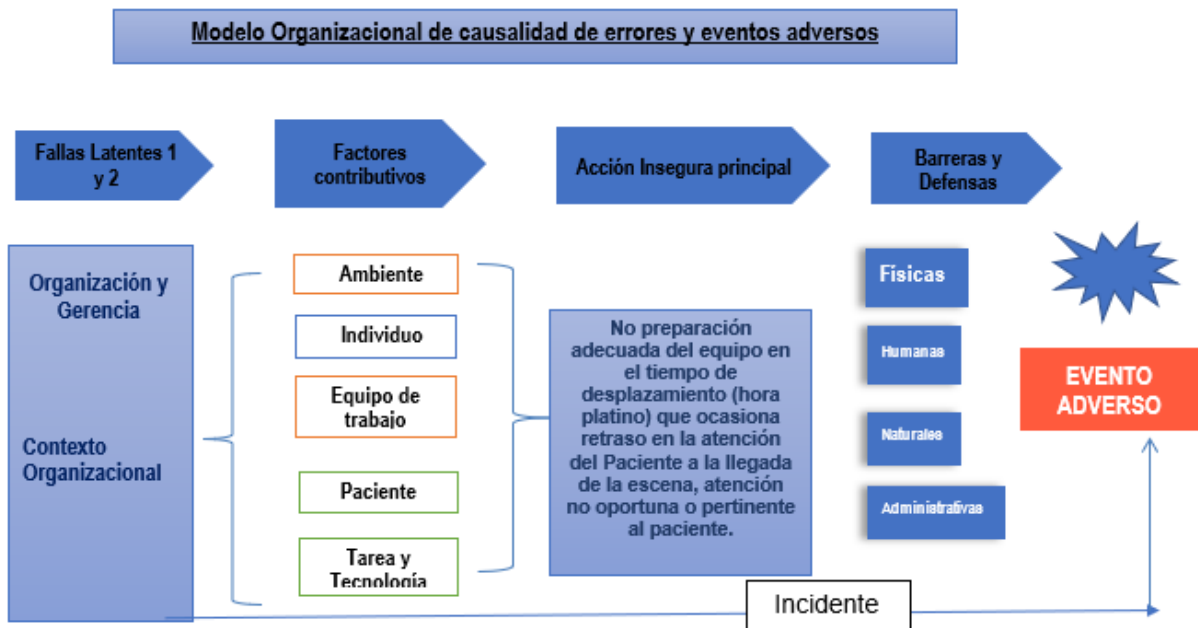 Modelo Organizacional de causalidad de errores y eventos adversos
Fallas Latentes 1
y 2
Factores
contributivos
Acción Insegura principal
Barreras y
Defensas
Organización y
Gerencia
Contexto
Organizacional
Ambiente
Individuo
Equipo de
trabajo
Paciente
Tarea y
Tecnología
No preparación
adecuada del equipo en
el tiempo de
desplazamiento (hora
platino) que ocasiona
retraso en la atención
del Paciente a la llegada
de la escena, atención
no oportuna o pertinente
al paciente.
Físicas
Humanas
Naturales
Administrativas
EVENTO
ADVERSO
Incidente